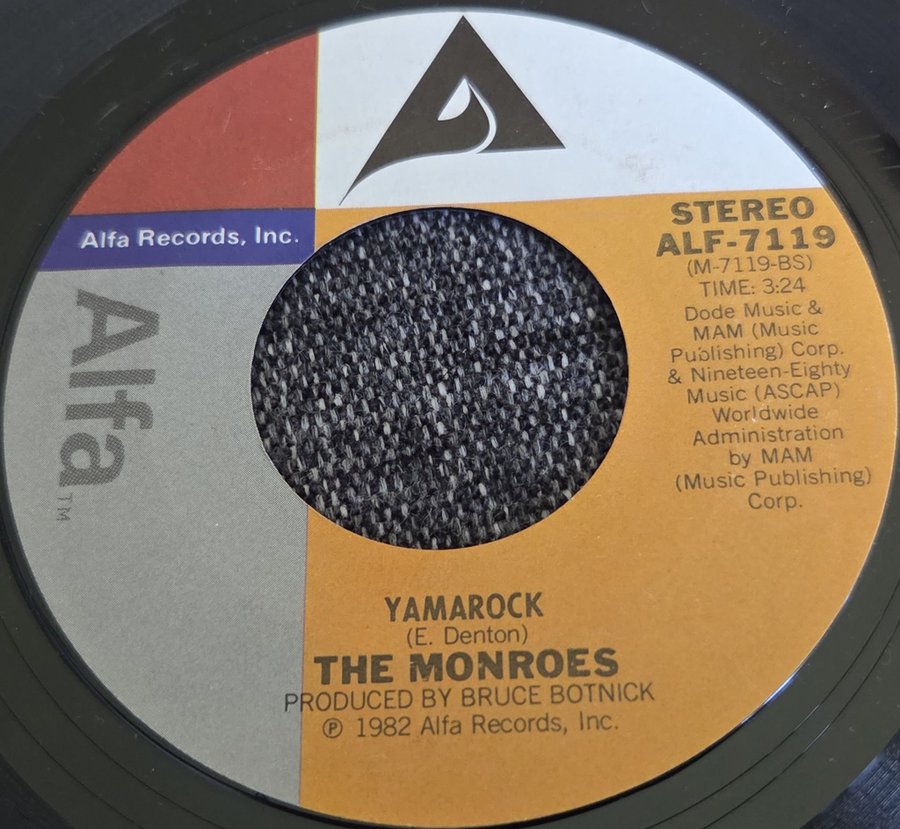 Alfa Records, Inc.
Alfa™
STEREO
ALF-7119
(M-7119-BS)
TIME: 3:24
Dode Music &
MAM (Music
Publishing) Corp.
& Nineteen-Eighty
Music (ASCAP)
Worldwide
Administration
by MAM
(Music Publishing)
Corp.
YAMAROCK
(E. Denton)
THE MONROES
PRODUCED BY BRUCE BOTNICK
℗ 1982 Alfa Records, Inc.